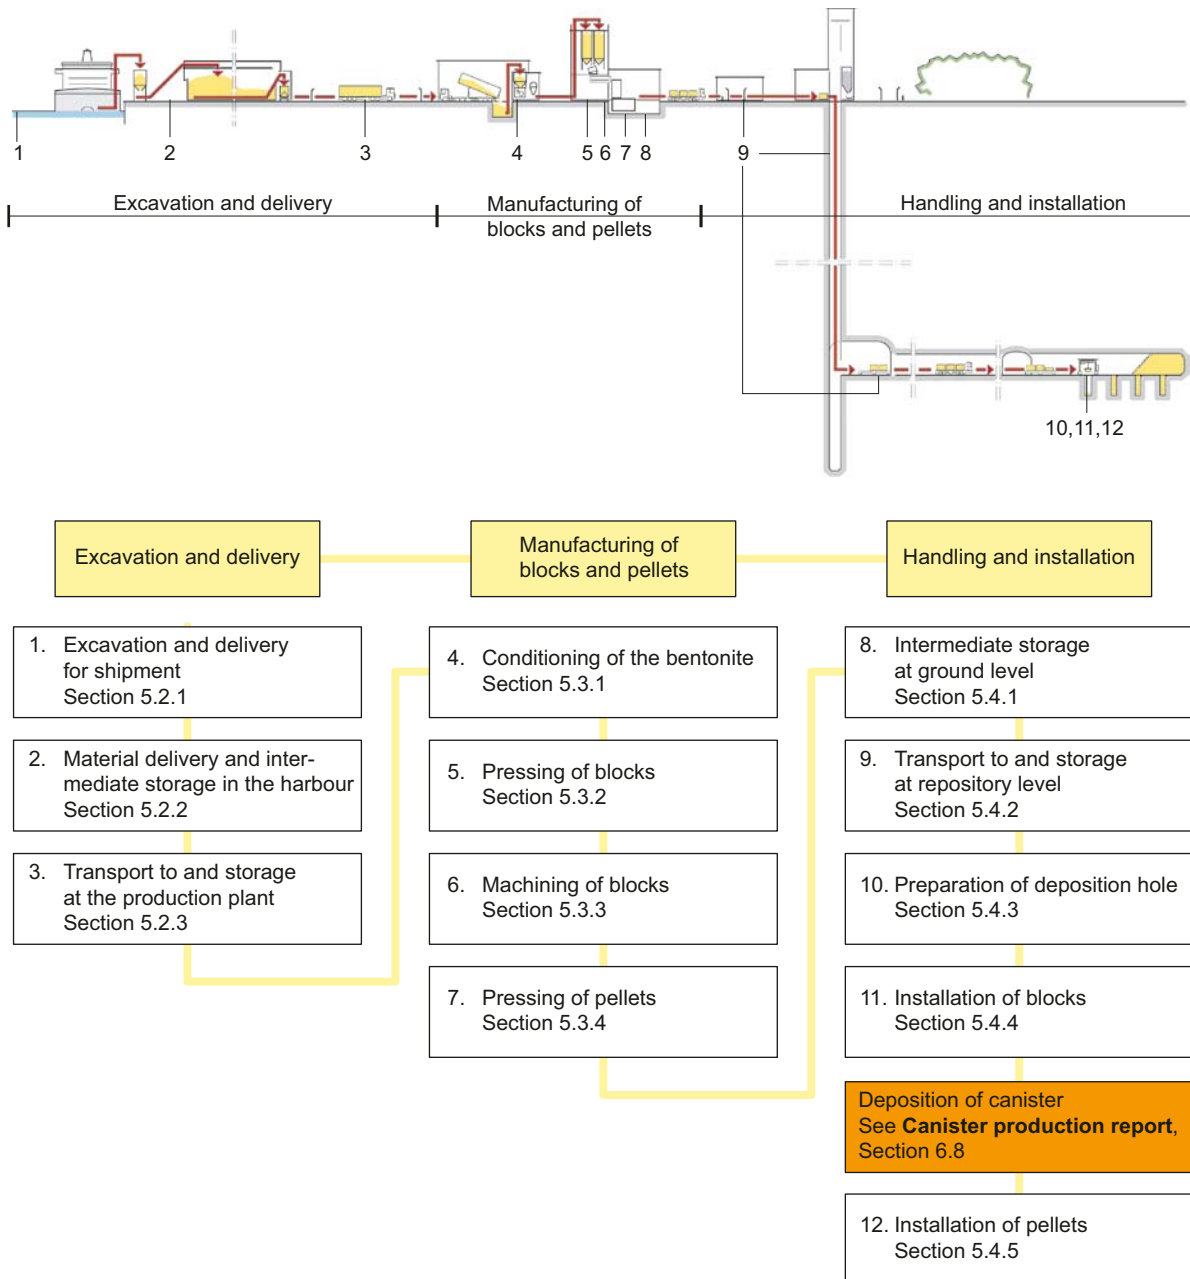 1
2
3
4
5
6
7
8
9
Excavation and delivery
Manufacturing of
blocks and pellets
Handling and installation
10,11,12
Excavation and delivery
Manufacturing of
blocks and pellets
Handling and installation
1. Excavation and delivery
for shipment
Section 5.2.1
2. Material delivery and inter-
mediate storage in the harbour
Section 5.2.2
3. Transport to and storage
at the production plant
Section 5.2.3
4. Conditioning of the bentonite
Section 5.3.1
5. Pressing of blocks
Section 5.3.2
6. Machining of blocks
Section 5.3.3
7. Pressing of pellets
Section 5.3.4
8. Intermediate storage
at ground level
Section 5.4.1
9. Transport to and storage
at repository level
Section 5.4.2
10. Preparation of deposition hole
Section 5.4.3
11. Installation of blocks
Section 5.4.4
Deposition of canister
See Canister production report,
Section 6.8
12. Installation of pellets
Section 5.4.5